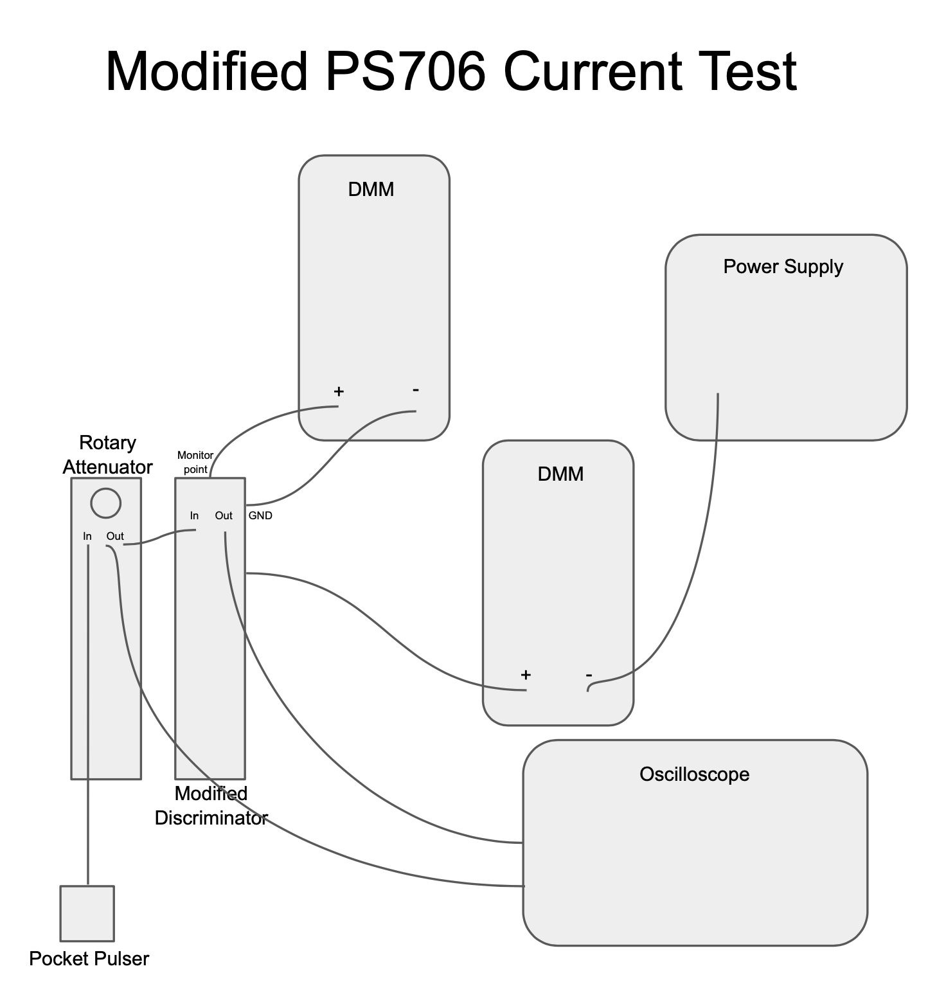 Modified PS706 Current Test
DMM
Power Supply
+ -
Rotary
Attenuator
Monitor
point
DMM
In Out GND
In Out
+ -
Oscilloscope
Modified
Discriminator
Pocket Pulser